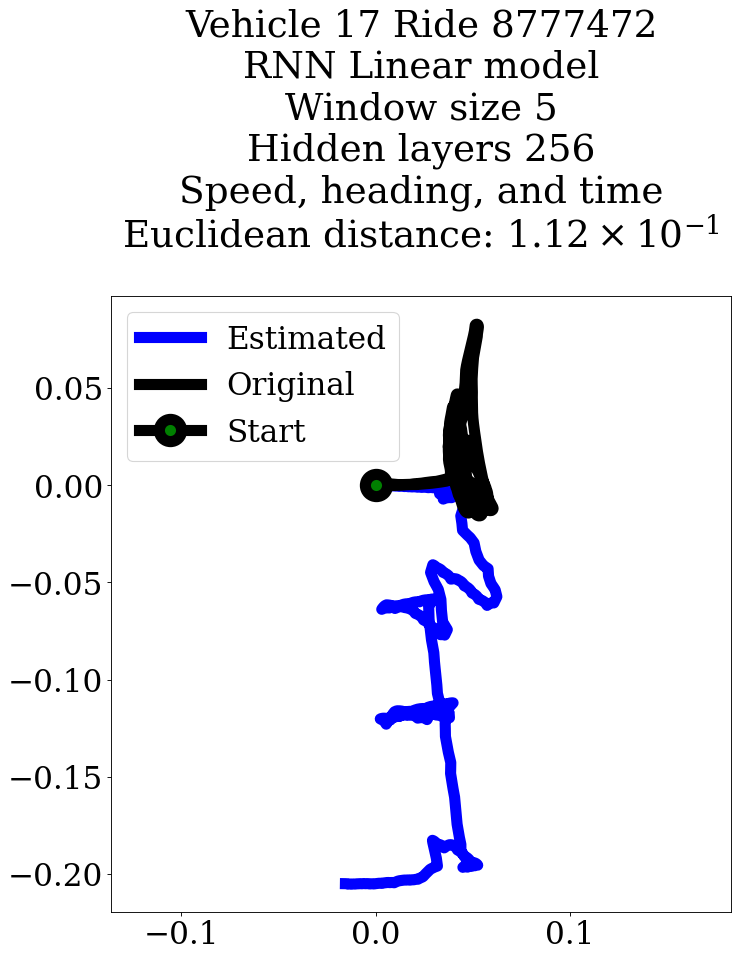 Vehicle 17 Ride 8777472
RNN Linear model
Window size 5
Hidden layers 256
Speed, heading, and time
Euclidean distance: 1.12 × 10⁻¹
Estimated
Original
Start
0.05
0.00
−0.05
−0.10
−0.15
−0.20
−0.1 0.0 0.1